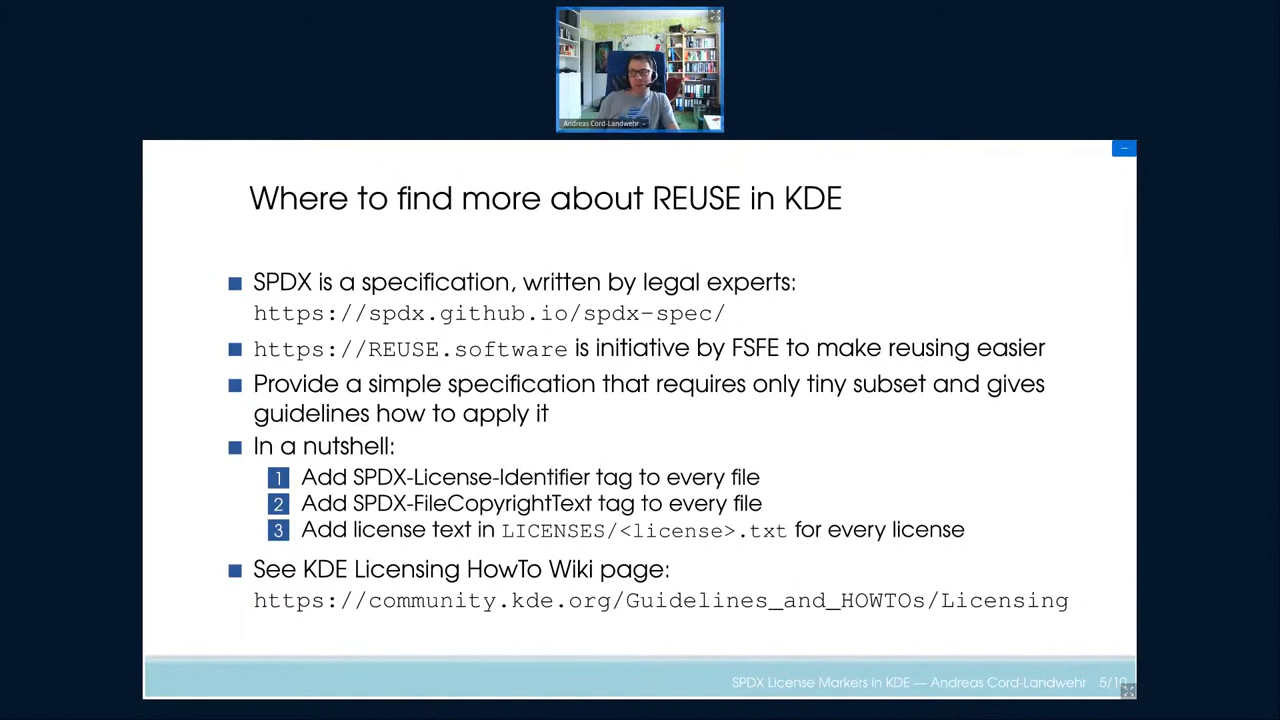 Andreas Cord-Landwehr
Where to find more about REUSE in KDE
SPDX is a specification, written by legal experts:
https://spdx.github.io/spdx-spec/
https://REUSE.software is initiative by FSFE to make reusing easier
Provide a simple specification that requires only tiny subset and gives
guidelines how to apply it
In a nutshell:
1 Add SPDX-License-Identifier tag to every file
2 Add SPDX-FileCopyrightText tag to every file
3 Add license text in LICENSES/<license>.txt for every license
See KDE Licensing HowTo Wiki page:
https://community.kde.org/Guidelines_and_HOWTOs/Licensing
SPDX License Markers in KDE — Andreas Cord-Landwehr 5/10